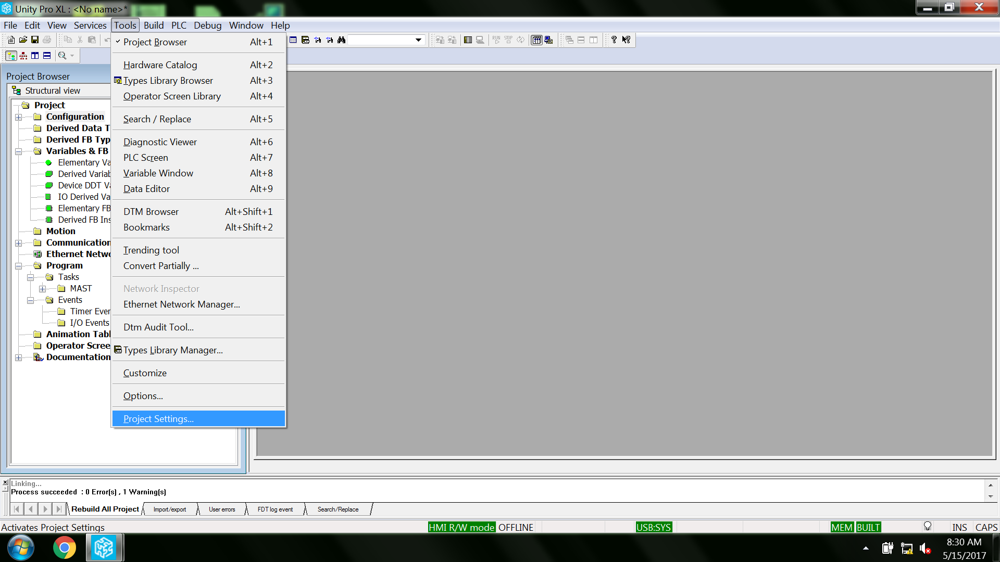 Unity Pro XL : <No name>*
File Edit View Services Tools Build PLC Debug Window Help
RUN STOP
Project Browser
Structural view
Project
Configuration
Derived Data T
Derived FB Typ
Variables & FB
Elementary Va
Derived Variab
Device DDT Va
IO Derived Va
Elementary FB
Derived FB Ins
Motion
Communication
Ethernet Netwo
Program
Tasks
MAST
Events
Timer Ever
I/O Events
Animation Tabl
Operator Scree
Documentation
Project Browser Alt+1
Hardware Catalog Alt+2
Types Library Browser Alt+3
Operator Screen Library Alt+4
Search / Replace Alt+5
Diagnostic Viewer Alt+6
PLC Screen Alt+7
Variable Window Alt+8
Data Editor Alt+9
DTM Browser Alt+Shift+1
Bookmarks Alt+Shift+2
Trending tool
Convert Partially ...
Network Inspector
Ethernet Network Manager...
Dtm Audit Tool...
Types Library Manager...
Customize
Options...
Project Settings...
Linking...
Process succeeded : 0 Error(s) , 1 Warning(s)
Rebuild All Project Import/export User errors FDT log event Search/Replace
Activates Project Settings HMI R/W mode OFFLINE USB:SYS MEM BUILT INS CAPS
8:30 AM
5/15/2017